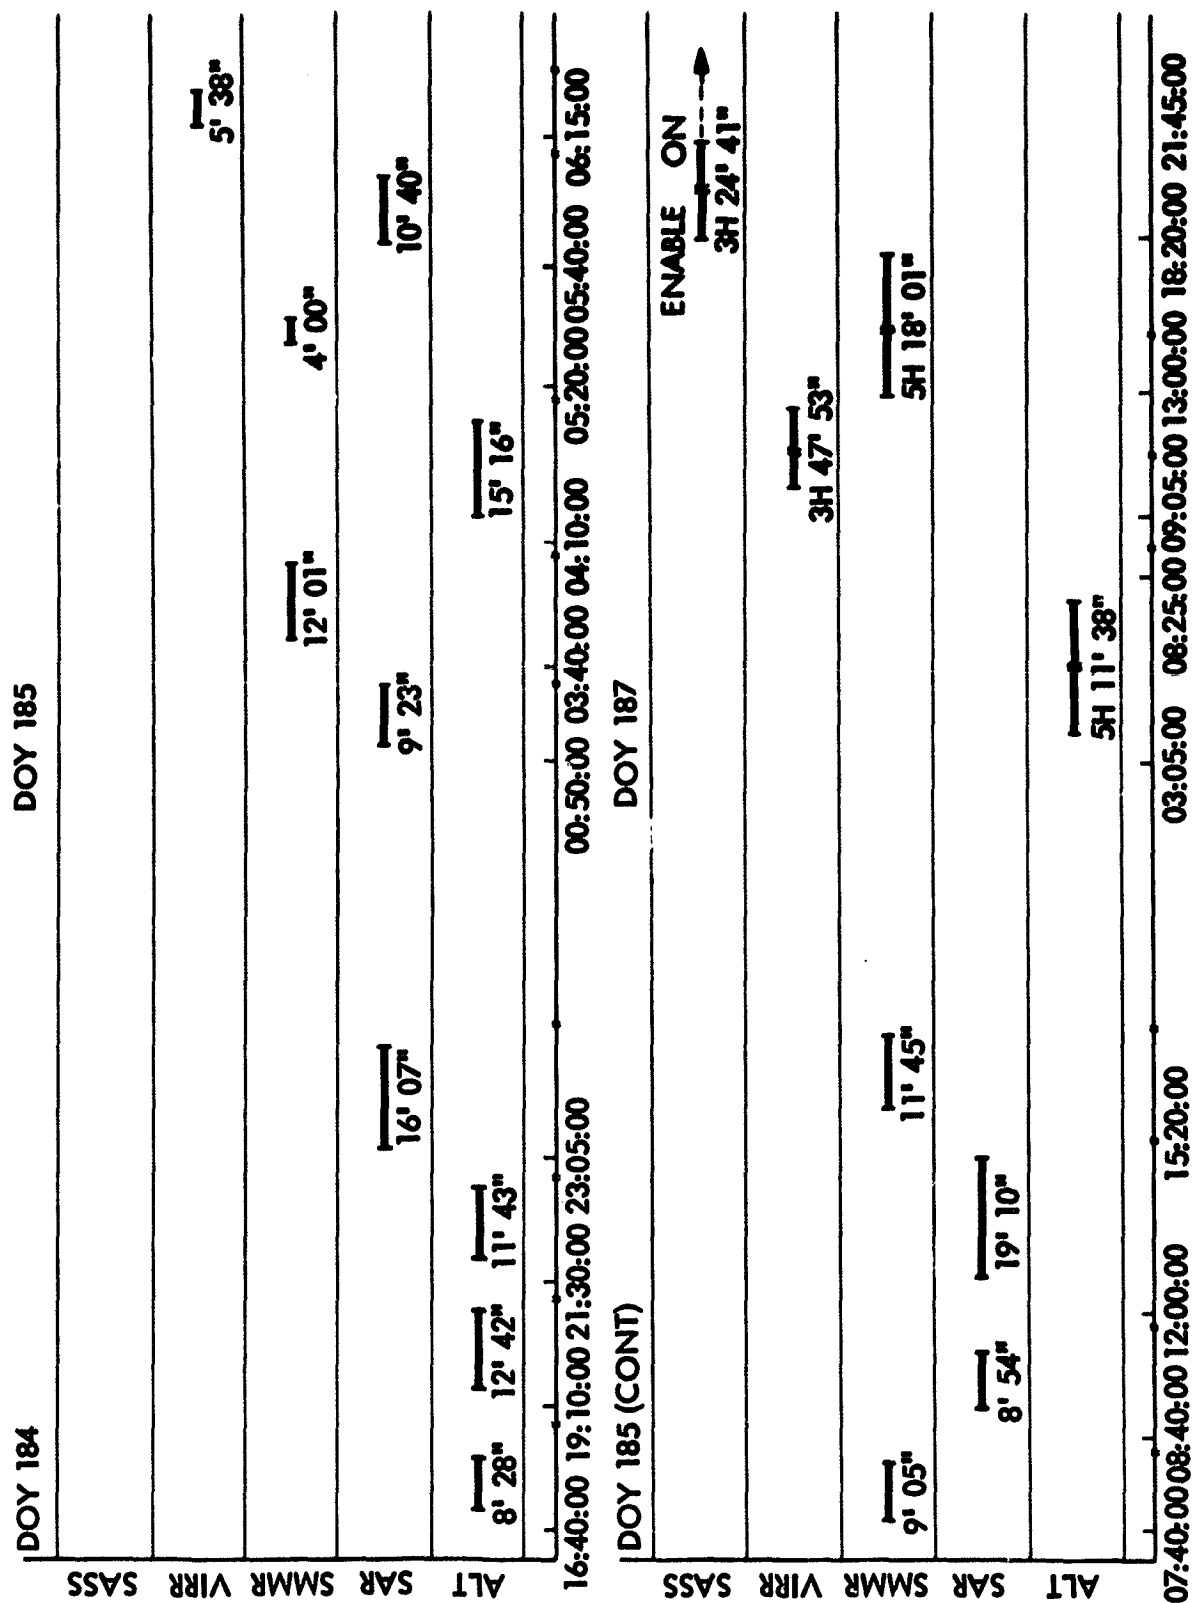 DOY 184
DOY 185
SASS
VIRR
5' 38"
SMMR
12' 01"
4' 00"
SAR
16' 07"
9' 23"
10' 40"
ALT
8' 28"
12' 42"
11' 43"
15' 16"
16:40:00 19:10:00 21:30:00 23:05:00 00:50:00 03:40:00 04:10:00 05:20:00 05:40:00 06:15:00
DOY 185 (CONT)
DOY 187
SASS
ENABLE ON
3H 24' 41"
VIRR
3H 47' 53"
SMMR
9' 05"
11' 45"
5H 18' 01"
SAR
8' 54"
19' 10"
ALT
5H 11' 38"
07:40:00 08:40:00 12:00:00 15:20:00 03:05:00 08:25:00 09:05:00 13:00:00 18:20:00 21:45:00